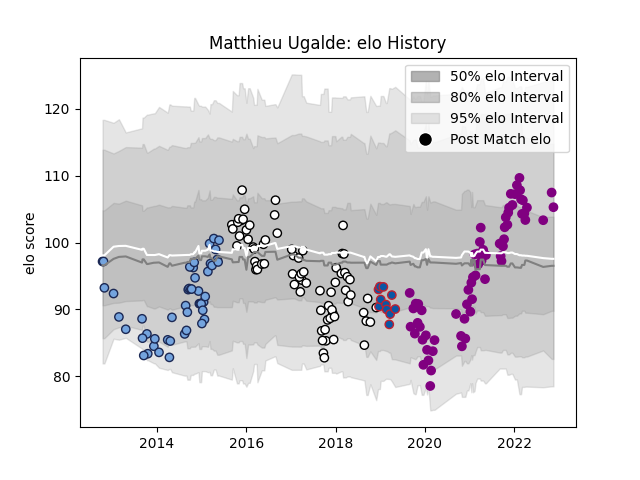 Matthieu Ugalde: elo History
50% elo Interval
80% elo Interval
95% elo Interval
Post Match elo
elo score
120
110
100
90
80
2014
2016
2018
2020
2022